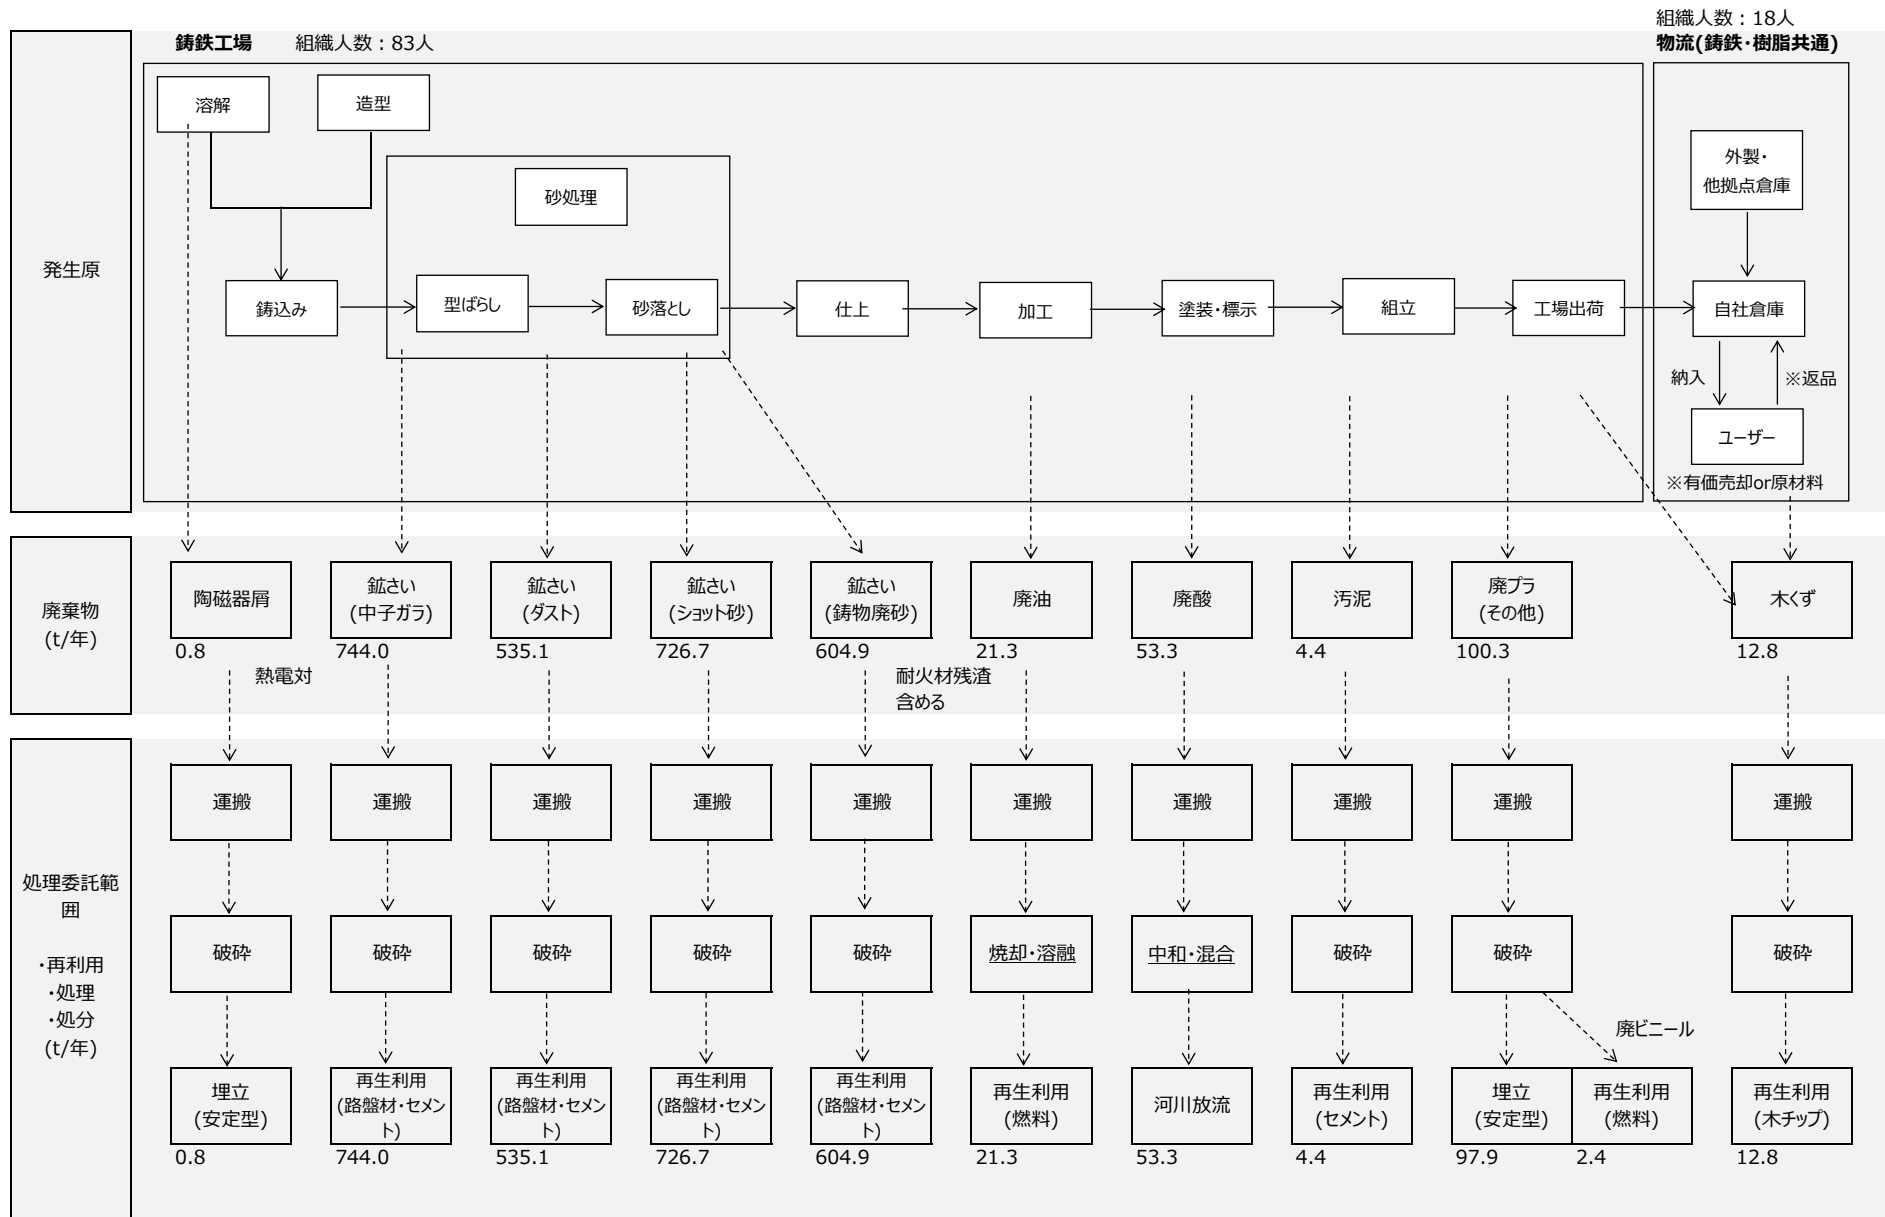 組織人数：18人
鋳鉄工場 組織人数：83人
物流(鋳鉄･樹脂共通)
発生原
溶解
造型
砂処理
鋳込み
型ばらし
砂落とし
仕上
加工
塗装･標示
組立
工場出荷
外製･
他拠点倉庫
自社倉庫
納入
※返品
ユーザー
※有価売却or原材料
廃棄物
(t/年)
陶磁器屑
鉱さい
(中子ガラ)
鉱さい
(ダスト)
鉱さい
(ショット砂)
鉱さい
(鋳物廃砂)
廃油
廃酸
汚泥
廃プラ
(その他)
木くず
0.8
744.0
535.1
726.7
604.9
21.3
53.3
4.4
100.3
12.8
熱電対
耐火材残渣
含める
処理委託範
囲
･再利用
･処理
･処分
(t/年)
運搬
運搬
運搬
運搬
運搬
運搬
運搬
運搬
運搬
運搬
破砕
破砕
破砕
破砕
破砕
焼却･溶融
中和･混合
破砕
破砕
破砕
廃ビニール
埋立
(安定型)
再生利用
(路盤材･セメン
ト)
再生利用
(路盤材･セメン
ト)
再生利用
(路盤材･セメン
ト)
再生利用
(路盤材･セメン
ト)
再生利用
(燃料)
河川放流
再生利用
(セメント)
埋立
(安定型)
再生利用
(燃料)
再生利用
(木チップ)
0.8
744.0
535.1
726.7
604.9
21.3
53.3
4.4
97.9
2.4
12.8